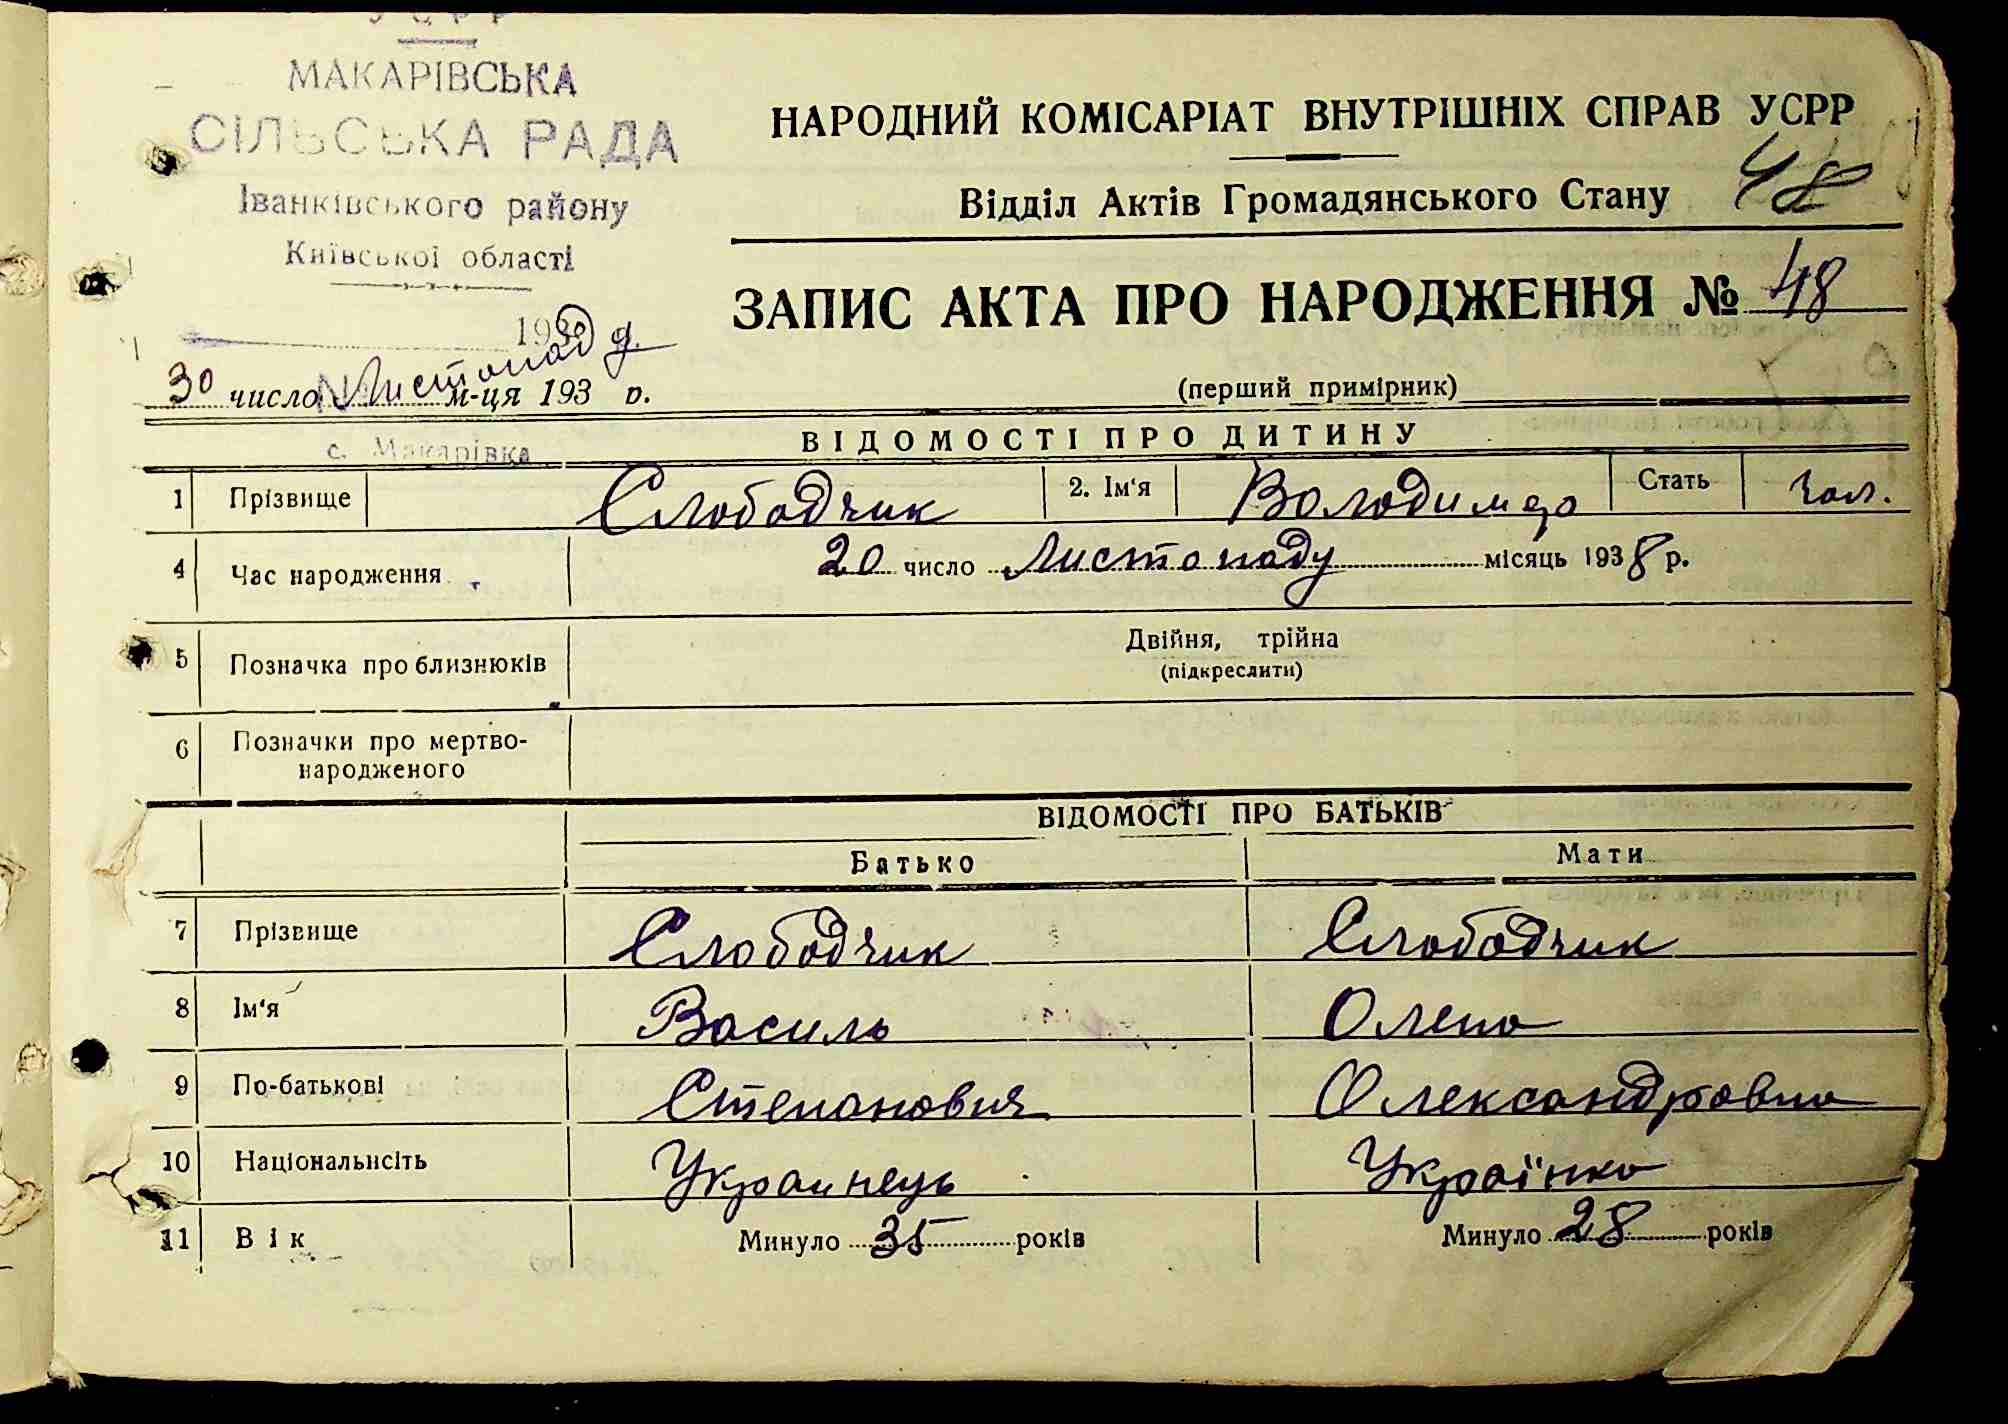 УСРР
МАКАРІВСЬКА
СІЛЬСЬКА РАДА
Іванківського району
Київської області
193
30 число Листопад м-ця 193 р.
с. Макарівка
НАРОДНИЙ КОМІСАРІАТ ВНУТРІШНІХ СПРАВ УСРР
48
Відділ Актів Громадянського Стану
ЗАПИС АКТА ПРО НАРОДЖЕННЯ № 48
(перший примірник)
ВІДОМОСТІ ПРО ДИТИНУ
1 Прізвище Слободчик 2. Ім'я Володимер Стать чол.
4 Час народження 20 число Листопаду місяць 1938 р.
5 Позначка про близнюків Двійня, трійна
(підкреслити)
6 Позначки про мертво-
народженого
ВІДОМОСТІ ПРО БАТЬКІВ
Батько Мати
7 Прізвище Слободчик Слободчик
8 Ім'я Василь Олена
9 По-батькові Степанович Олександровна
10 Національність Украинець Українка
11 Вік Минуло 35 років Минуло 28 років